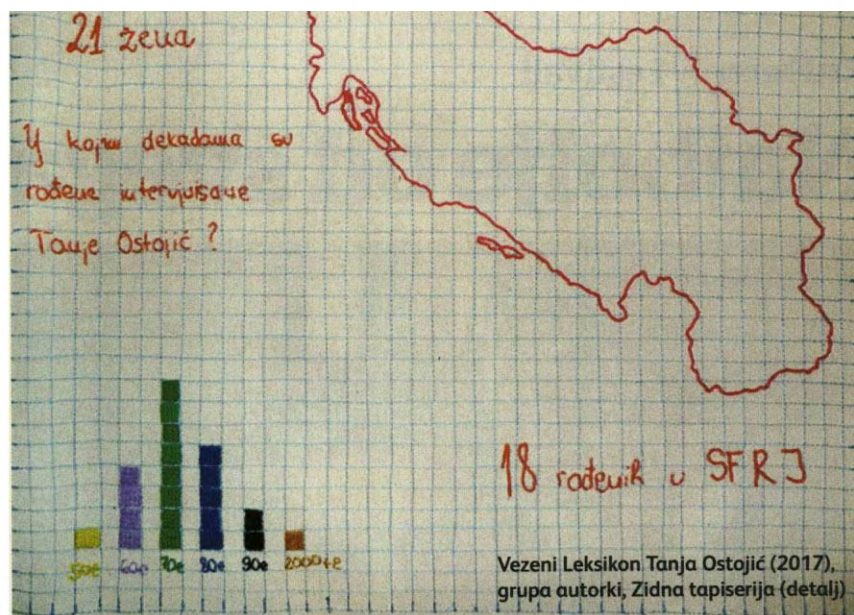 21 žena
U kojim dekadama su
rođene intervjuisane
Tanje Ostojić?
18 rođenih u SFRJ
50e 60e 70e 80e 90e 2000+e
Vezeni Leksikon Tanja Ostojić (2017),
grupa autorki, Zidna tapiserija (detalj)